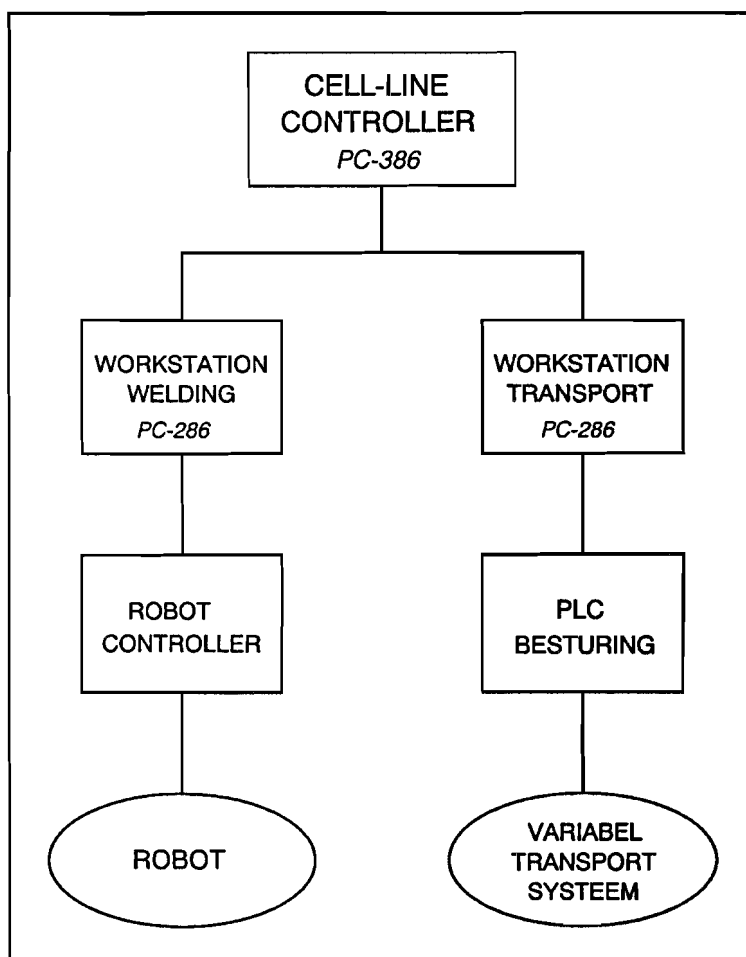 CELL-LINE
CONTROLLER
PC-386
WORKSTATION
WELDING
PC-286
WORKSTATION
TRANSPORT
PC-286
ROBOT
CONTROLLER
PLC
BESTURING
ROBOT
VARIABEL
TRANSPORT
SYSTEEM